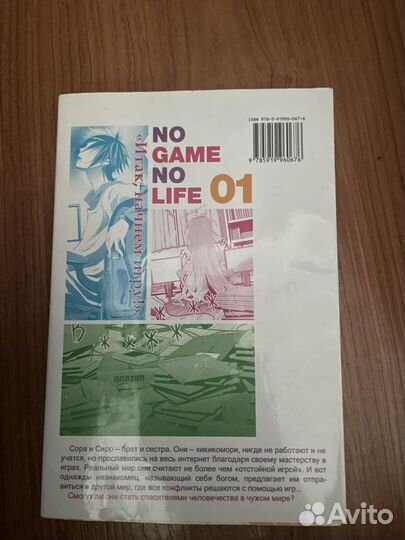 ISBN 978-5-91996-067-6
9 785919 960676
NO
GAME
NO
LIFE 01
«Итак, начнем игру!»
amazon
Сора и Сиро – брат и сестра. Они – хикикомори, нигде не работают и не
учатся, но прославились на весь интернет благодаря своему мастерству в
играх. Реальный мир они считают не более чем «отстойной игрой». И вот
однажды незнакомец, называющий себя богом, предлагает им отпра-
виться в другой мир, где все конфликты решаются с помощью игр...
Смогут ли они стать спасителями человечества в чужом мире?
Avito